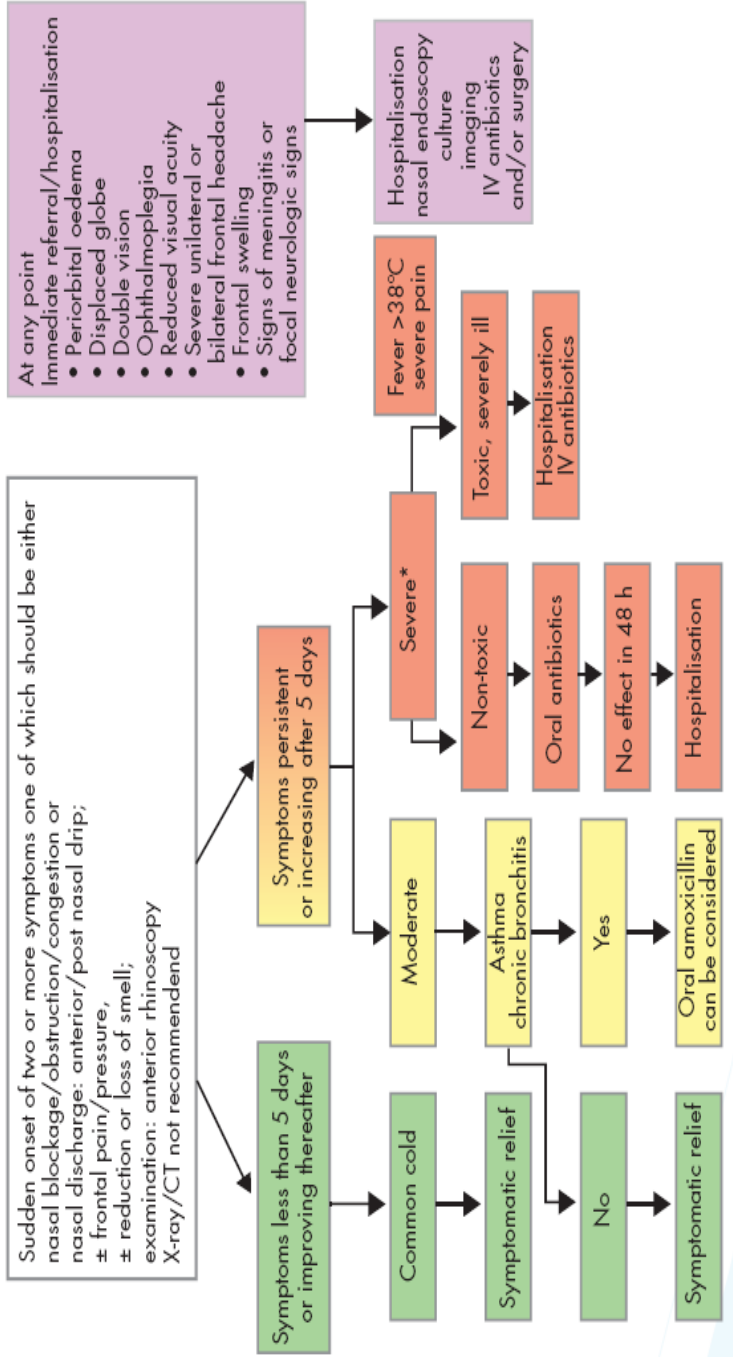 Sudden onset of two or more symptoms one of which should be either
nasal blockage/obstruction/congestion or
nasal discharge: anterior/post nasal drip;
± frontal pain/pressure,
± reduction or loss of smell;
examination: anterior rhinoscopy
X-ray/CT not recommendend
At any point
Immediate referral/hospitalisation
• Periorbital oedema
• Displaced globe
• Double vision
• Ophthalmoplegia
• Reduced visual acuity
• Severe unilateral or
bilateral frontal headache
• Frontal swelling
• Signs of meningitis or
focal neurologic signs
Symptoms less than 5 days
or improving thereafter
Symptoms persistent
or increasing after 5 days
Common cold
Moderate
Severe*
Fever >38°C
severe pain
Hospitalisation
nasal endoscopy
culture
imaging
IV antibiotics
and/or surgery
Symptomatic relief
Asthma
chronic bronchitis
Non-toxic
Toxic, severely ill
Oral antibiotics
Hospitalisation
IV antibiotics
No
Yes
No effect in 48 h
Symptomatic relief
Oral amoxicillin
can be considered
Hospitalisation